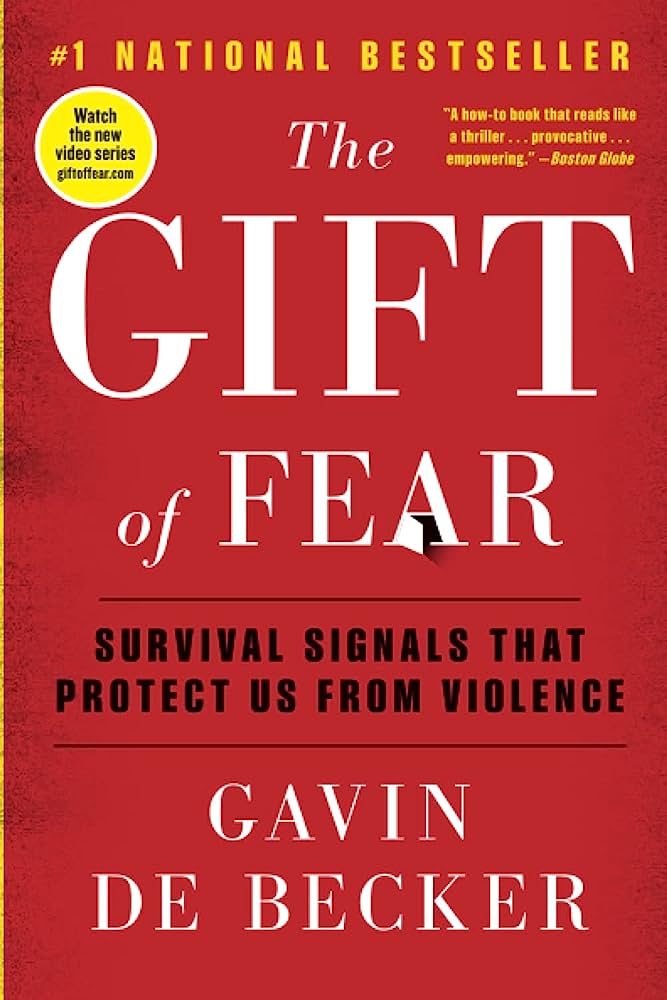 #1 NATIONAL BESTSELLER
Watch
the new
video series
giftoffear.com
"A how-to book that reads like
a thriller . . . provocative . . .
empowering." —Boston Globe
The
GIFT
of FEAR
SURVIVAL SIGNALS THAT
PROTECT US FROM VIOLENCE
GAVIN
DE BECKER